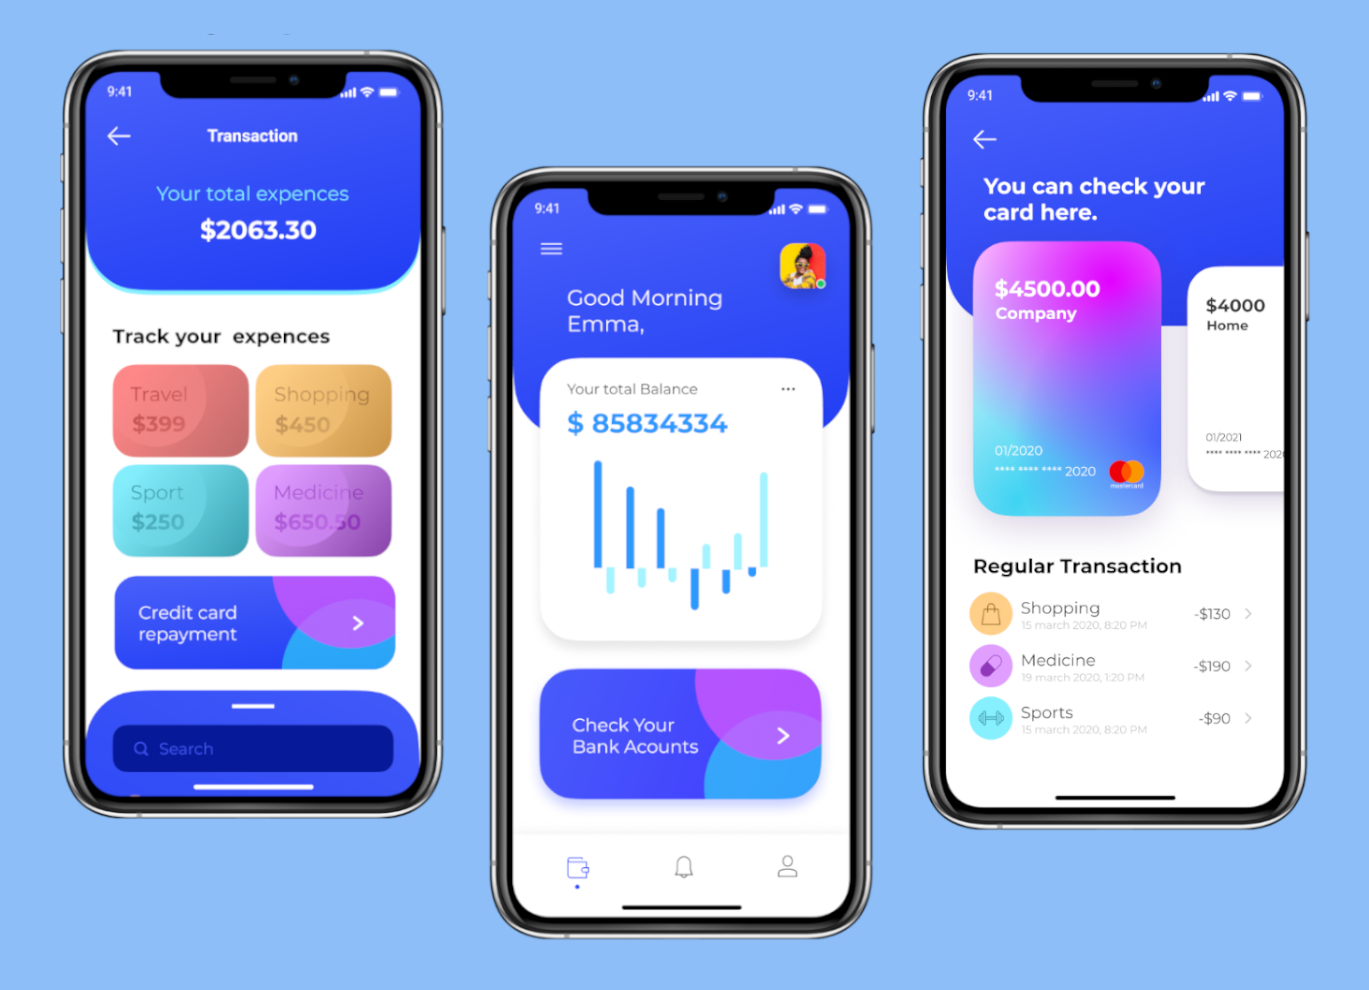 9:41
Transaction
Your total expences
$2063.30
Track your expences
Travel
$399
Shopping
$450
Sport
$250
Medicine
$650.50
Credit card
repayment
Search
9:41
Good Morning
Emma,
Your total Balance
$ 85834334
Check Your
Bank Acounts
9:41
You can check your
card here.
$4500.00
Company
01/2020
**** **** **** 2020
mastercard
$4000
Home
01/2021
**** **** **** 202
Regular Transaction
Shopping
15 march 2020, 8:20 PM
-$130
Medicine
19 march 2020, 1:20 PM
-$190
Sports
15 march 2020, 8:20 PM
-$90